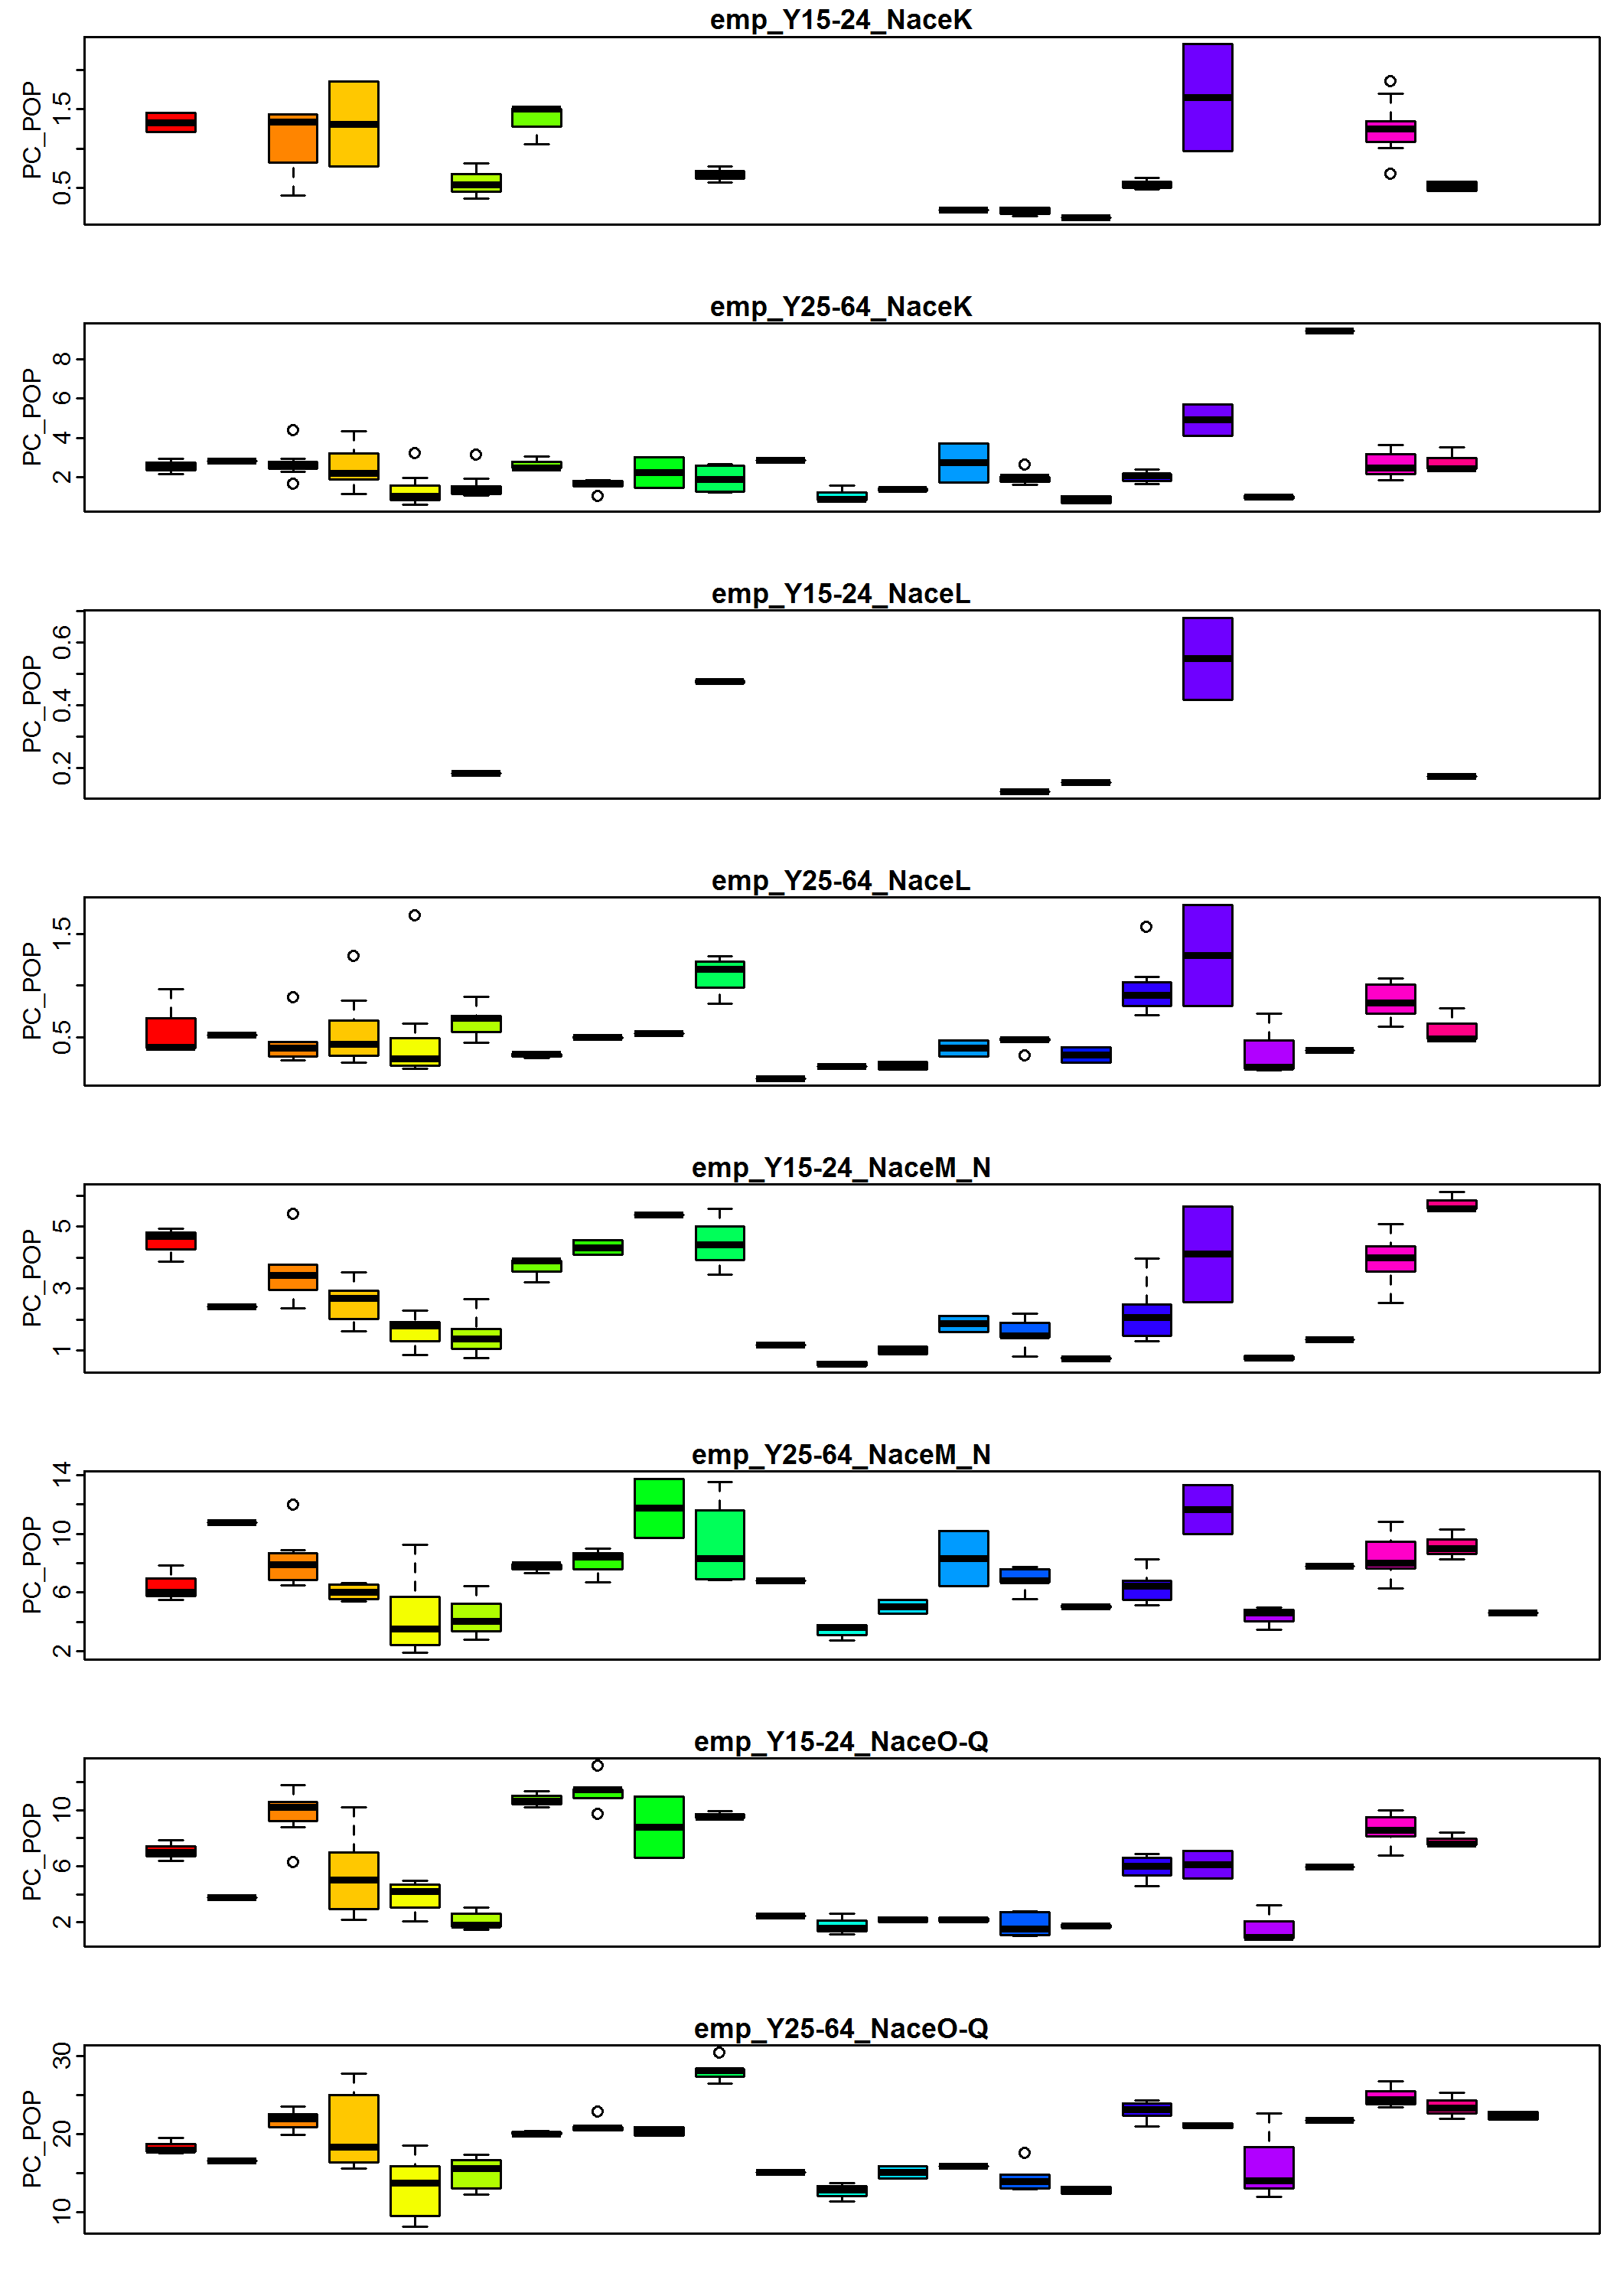 emp_Y15-24_NaceK
PC_POP
0.5
1.5
emp_Y25-64_NaceK
PC_POP
2
4
6
8
emp_Y15-24_NaceL
PC_POP
0.2
0.4
0.6
emp_Y25-64_NaceL
PC_POP
0.5
1.5
emp_Y15-24_NaceM_N
PC_POP
1
3
5
emp_Y25-64_NaceM_N
PC_POP
2
6
10
14
emp_Y15-24_NaceO-Q
PC_POP
2
6
10
emp_Y25-64_NaceO-Q
PC_POP
10
20
30